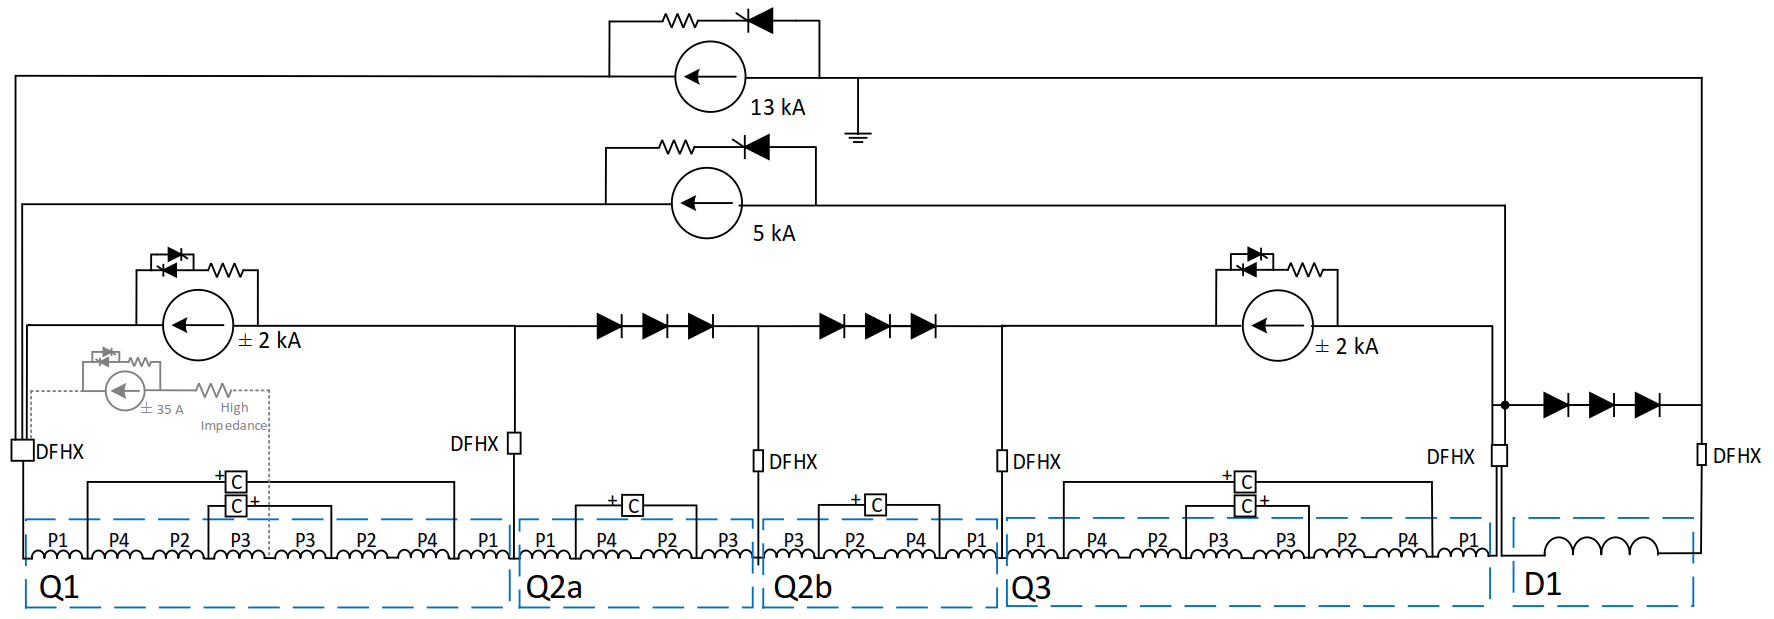 13 kA
5 kA
± 2 kA
± 2 kA
± 35 A
High
Impedance
DFHX
DFHX
DFHX
DFHX
DFHX
DFHX
+ C
C +
+ C
+ C
+ C
C +
P1 P4 P2 P3 P3 P2 P4 P1 P1 P4 P2 P3 P3 P2 P4 P1 P1 P4 P2 P3 P3 P2 P4 P1
Q1 Q2a Q2b Q3 D1